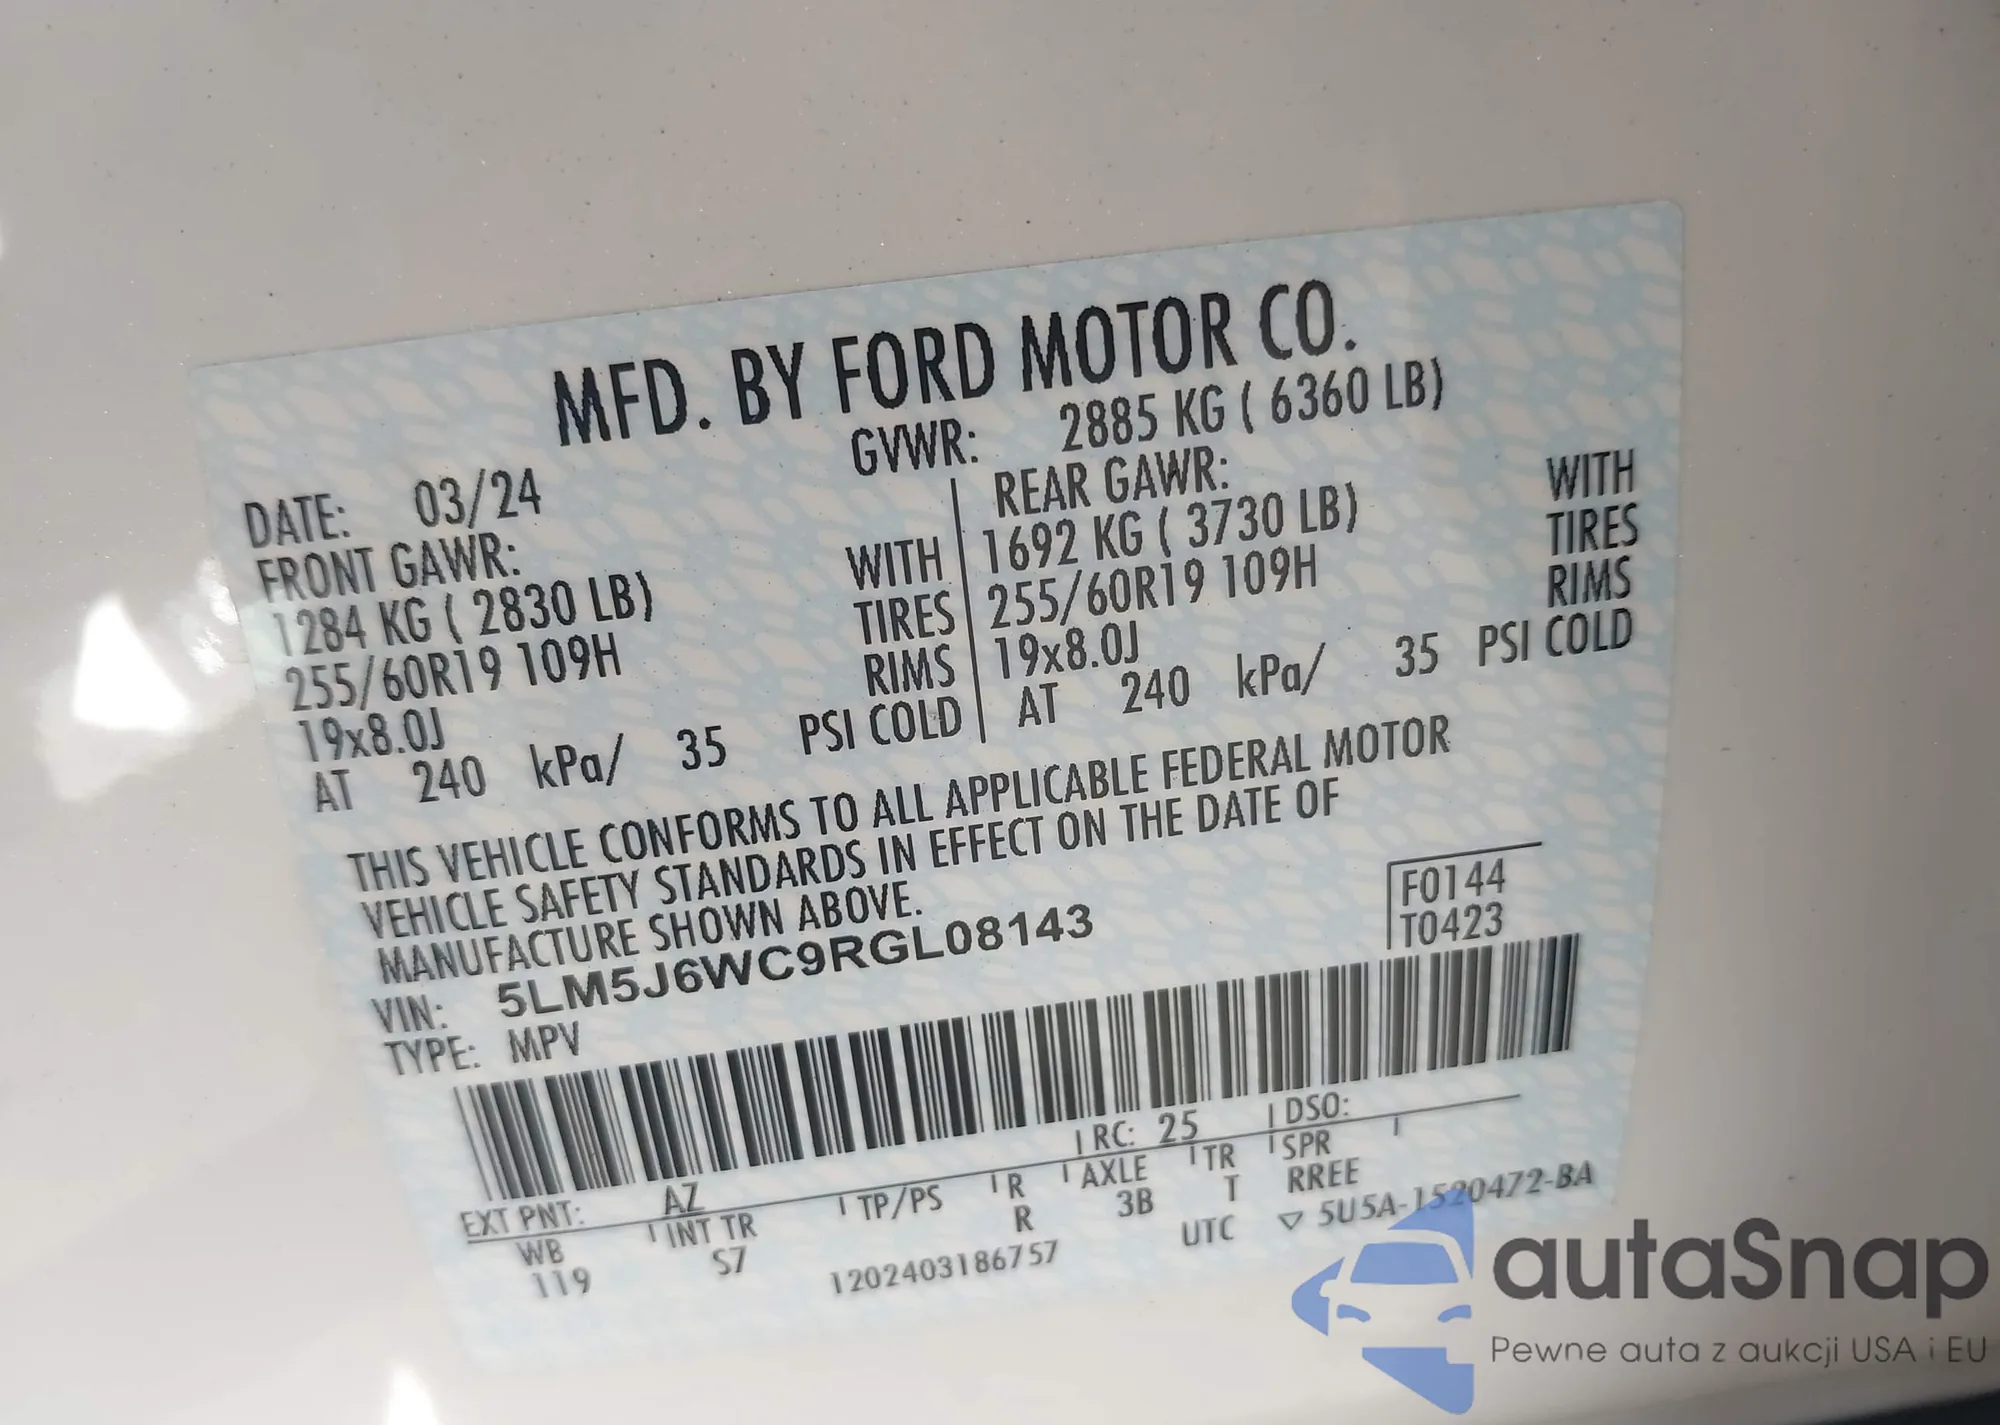 MFD. BY FORD MOTOR CO.
DATE: 03/24 GVWR: 2885 KG ( 6360 LB)
FRONT GAWR: REAR GAWR:
1284 KG ( 2830 LB) WITH 1692 KG ( 3730 LB) WITH
255/60R19 109H TIRES 255/60R19 109H TIRES
19x8.0J RIMS 19x8.0J RIMS
AT 240 kPa/ 35 PSI COLD AT 240 kPa/ 35 PSI COLD
THIS VEHICLE CONFORMS TO ALL APPLICABLE FEDERAL MOTOR
VEHICLE SAFETY STANDARDS IN EFFECT ON THE DATE OF
MANUFACTURE SHOWN ABOVE.
F0144
T0423
VIN: 5LM5J6WC9RGL08143
TYPE: MPV
EXT PNT: AZ RC: 25 DSO:
WB INT TR TP/PS R AXLE TR SPR
119 S7 R 3B T RREE
1202403186757 UTC ▽ 5U5A-1520472-BA
autaSnap
Pewne auta z aukcji USA i EU